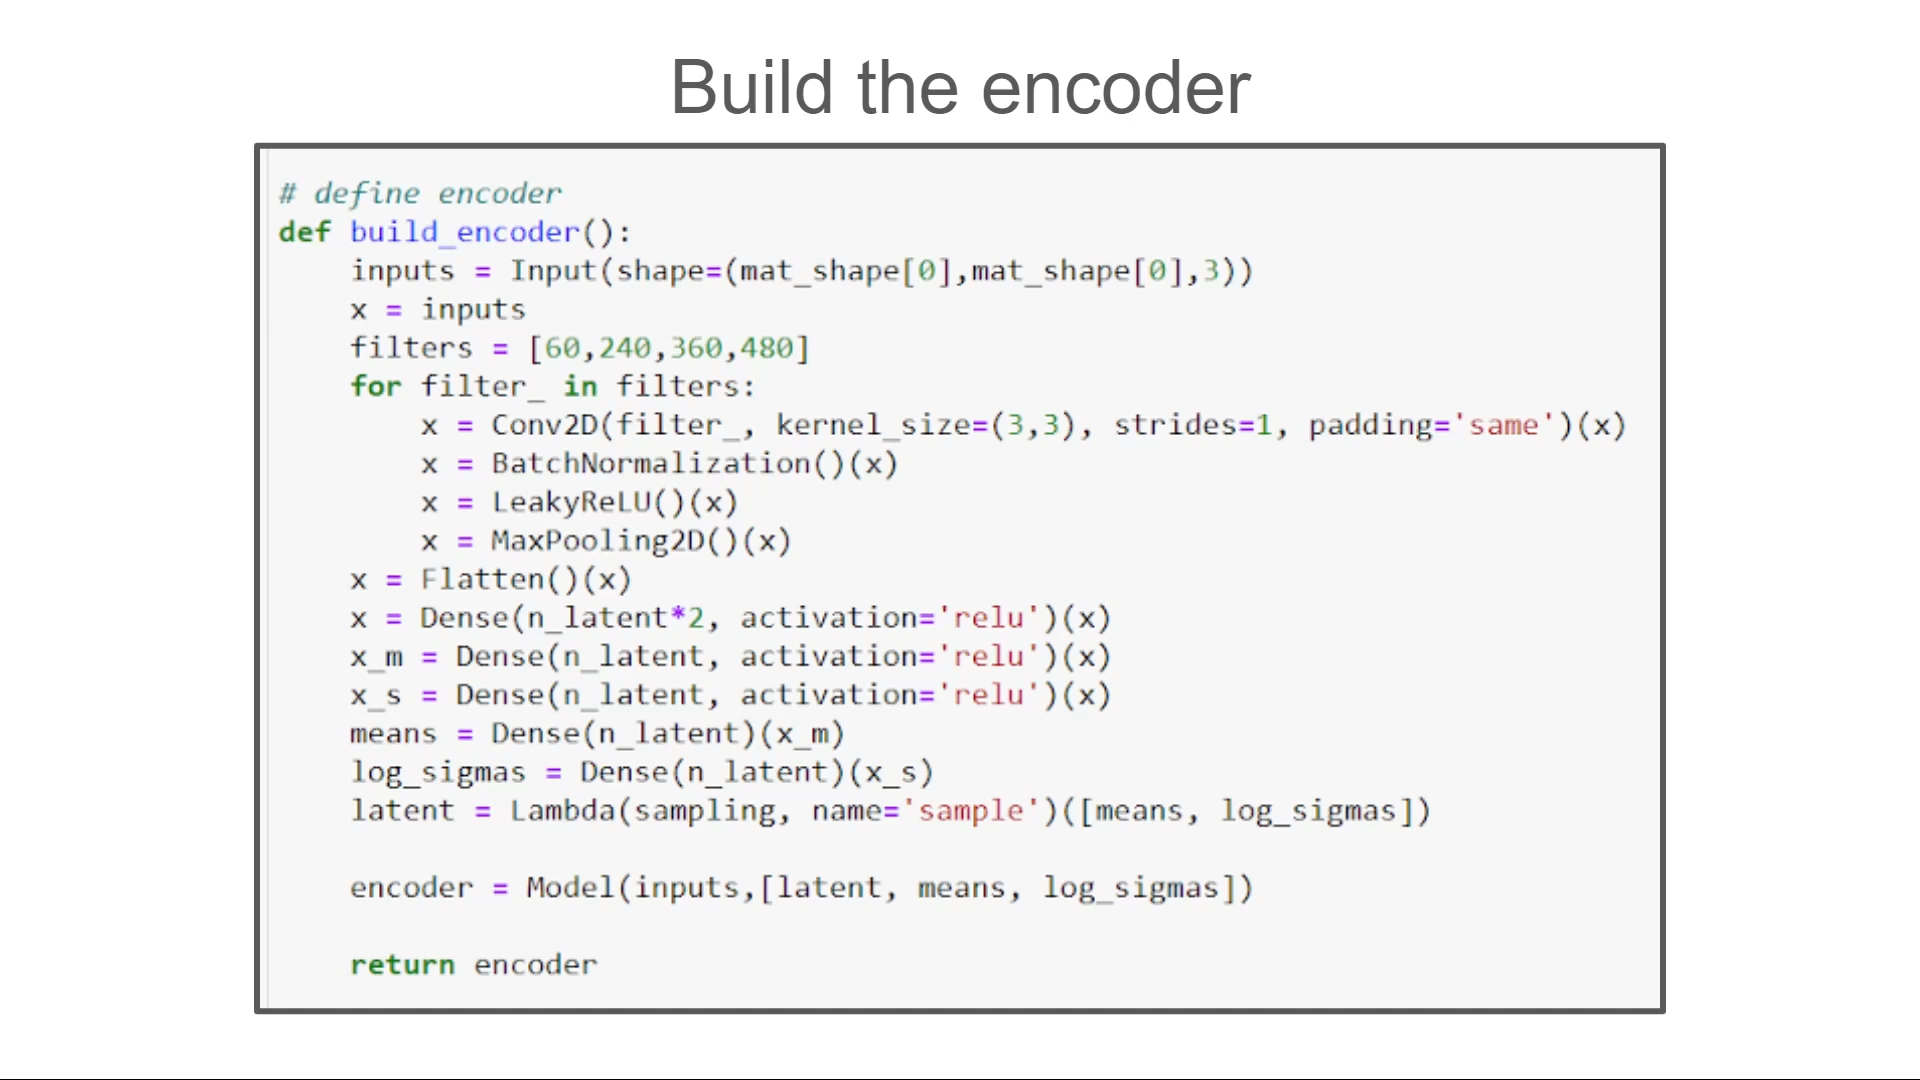 Build the encoder
# define encoder
def build_encoder():
    inputs = Input(shape=(mat_shape[0],mat_shape[0],3))
    x = inputs
    filters = [60,240,360,480]
    for filter_ in filters:
        x = Conv2D(filter_, kernel_size=(3,3), strides=1, padding='same')(x)
        x = BatchNormalization()(x)
        x = LeakyReLU()(x)
        x = MaxPooling2D()(x)
    x = Flatten()(x)
    x = Dense(n_latent*2, activation='relu')(x)
    x_m = Dense(n_latent, activation='relu')(x)
    x_s = Dense(n_latent, activation='relu')(x)
    means = Dense(n_latent)(x_m)
    log_sigmas = Dense(n_latent)(x_s)
    latent = Lambda(sampling, name='sample')([means, log_sigmas])
    encoder = Model(inputs,[latent, means, log_sigmas])
    return encoder